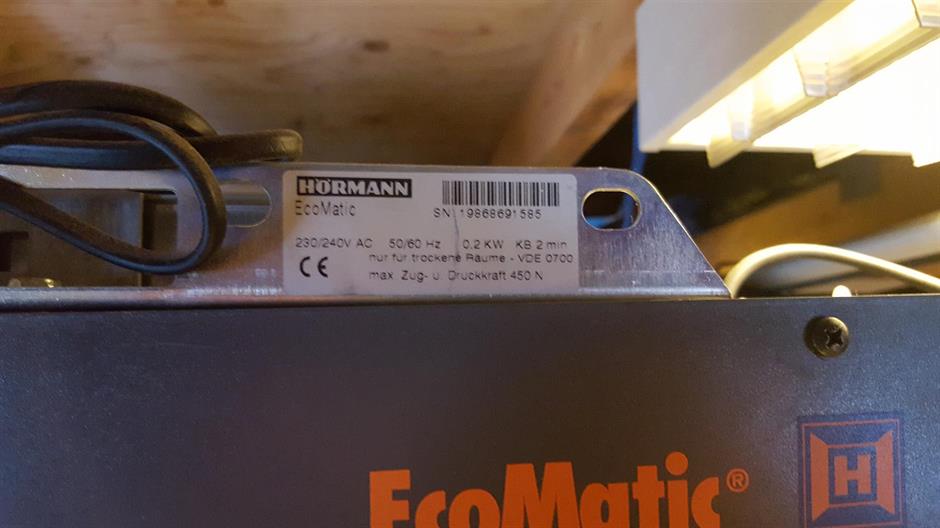 HÖRMANN
EcoMatic SN 19868691585
230/240V AC 50/60 Hz 0.2 KW KB 2 min
nur für trockene Räume - VDE 0700
CE max. Zug- u. Druckkraft 450 N
EcoMatic®
H